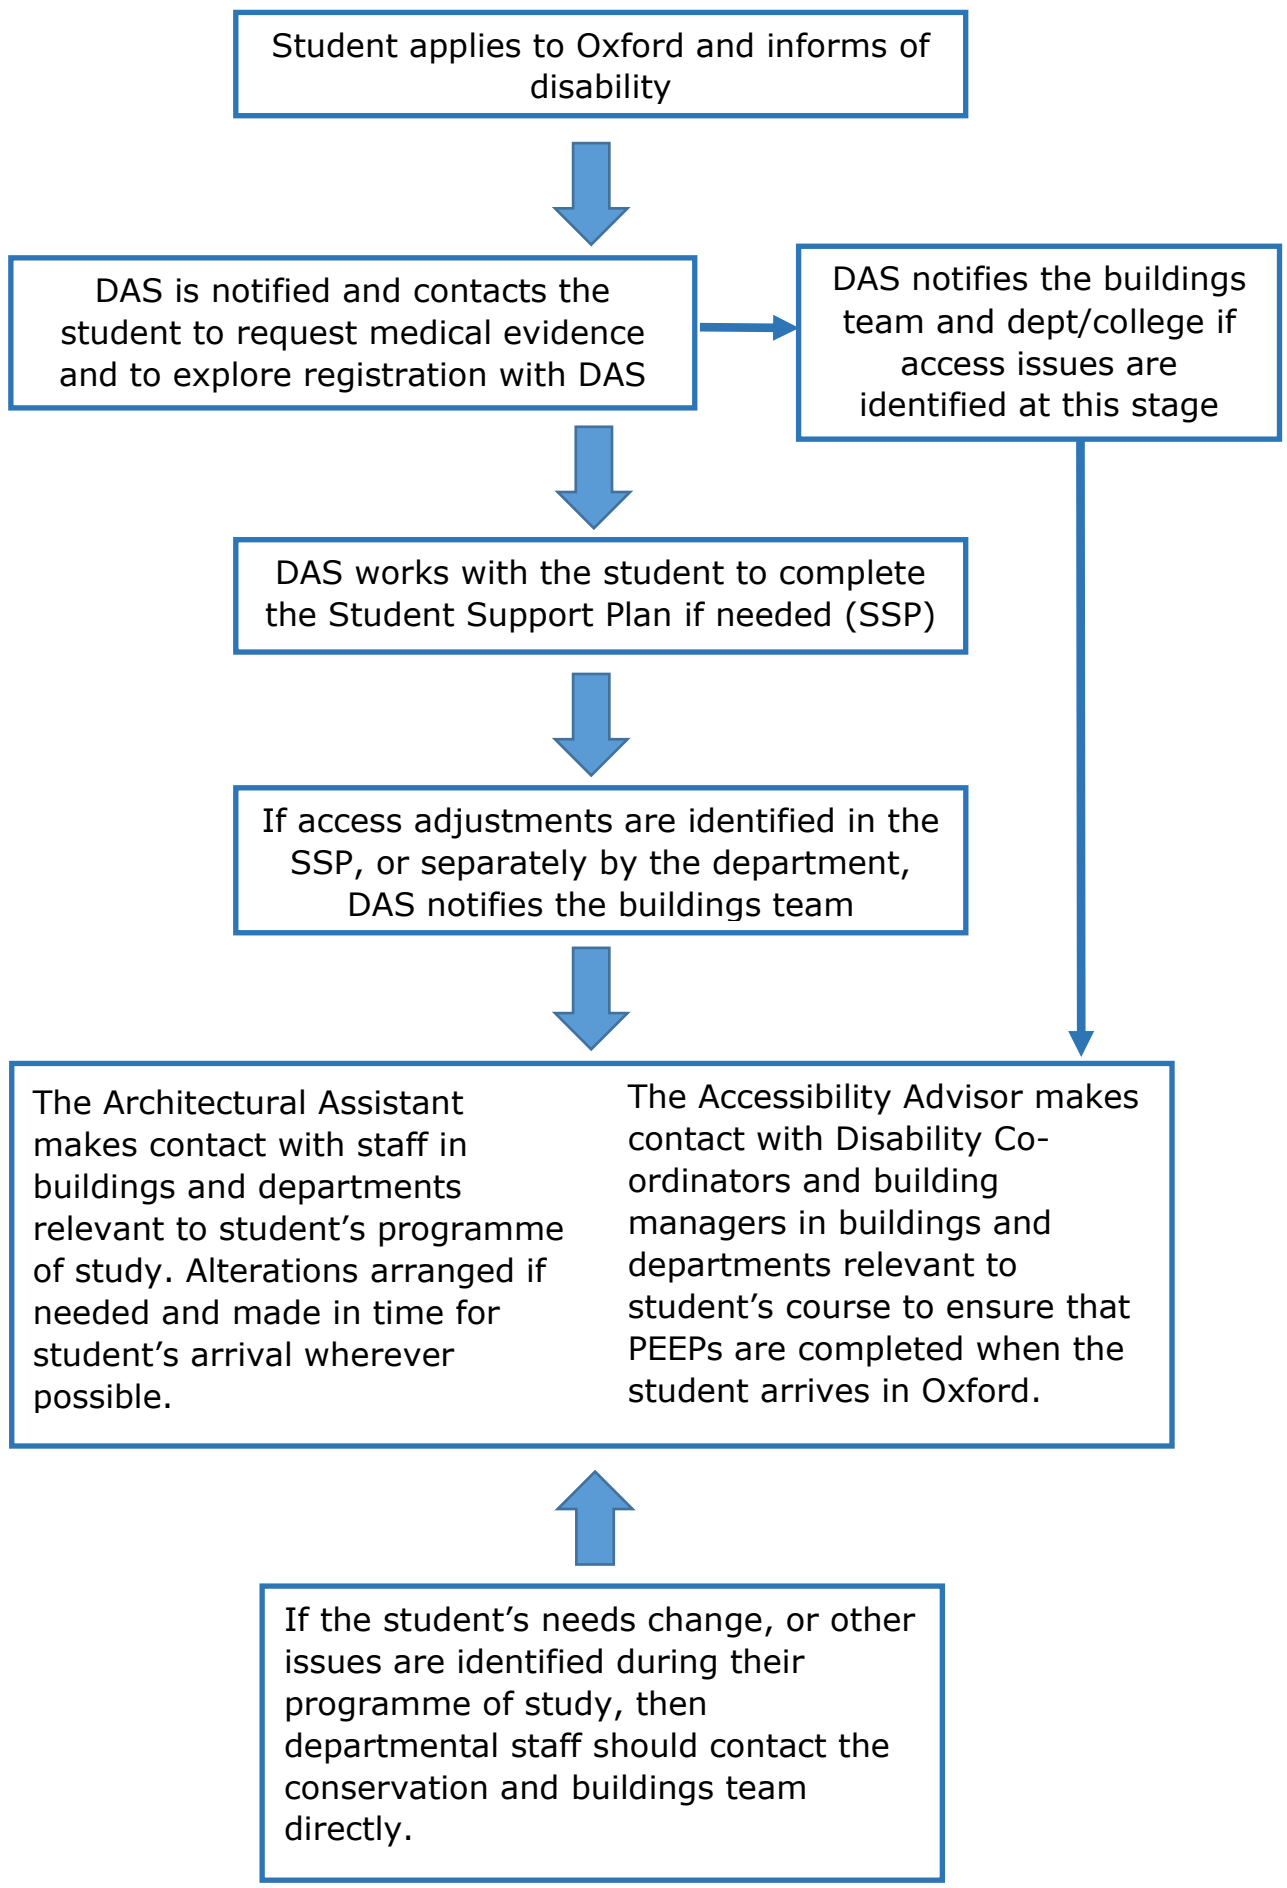 Student applies to Oxford and informs of
disability
DAS is notified and contacts the
student to request medical evidence
and to explore registration with DAS
DAS notifies the buildings
team and dept/college if
access issues are
identified at this stage
DAS works with the student to complete
the Student Support Plan if needed (SSP)
If access adjustments are identified in the
SSP, or separately by the department,
DAS notifies the buildings team
The Architectural Assistant
makes contact with staff in
buildings and departments
relevant to student’s programme
of study. Alterations arranged if
needed and made in time for
student’s arrival wherever
possible.
The Accessibility Advisor makes
contact with Disability Co-
ordinators and building
managers in buildings and
departments relevant to
student’s course to ensure that
PEEPs are completed when the
student arrives in Oxford.
If the student’s needs change, or other
issues are identified during their
programme of study, then
departmental staff should contact the
conservation and buildings team
directly.